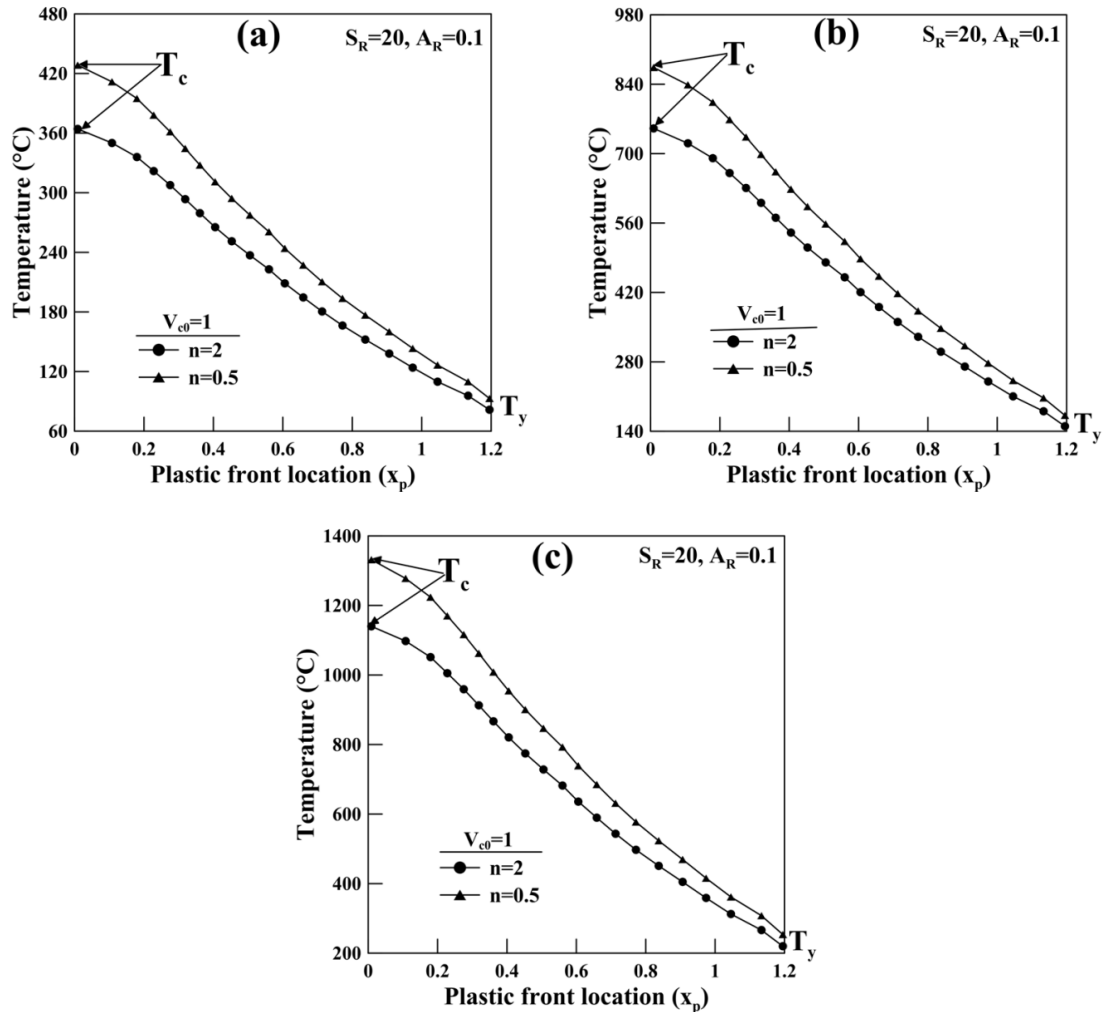 (a)
S_R=20, A_R=0.1
T_c
480
420
360
300
240
180
120
60
Temperature (°C)
V_c0=1
n=2
n=0.5
T_y
0 0.2 0.4 0.6 0.8 1 1.2
Plastic front location (x_p)
(b)
S_R=20, A_R=0.1
T_c
980
840
700
560
420
280
140
Temperature (°C)
V_c0=1
n=2
n=0.5
T_y
0 0.2 0.4 0.6 0.8 1 1.2
Plastic front location (x_p)
(c)
S_R=20, A_R=0.1
T_c
1400
1200
1000
800
600
400
200
Temperature (°C)
V_c0=1
n=2
n=0.5
T_y
0 0.2 0.4 0.6 0.8 1 1.2
Plastic front location (x_p)